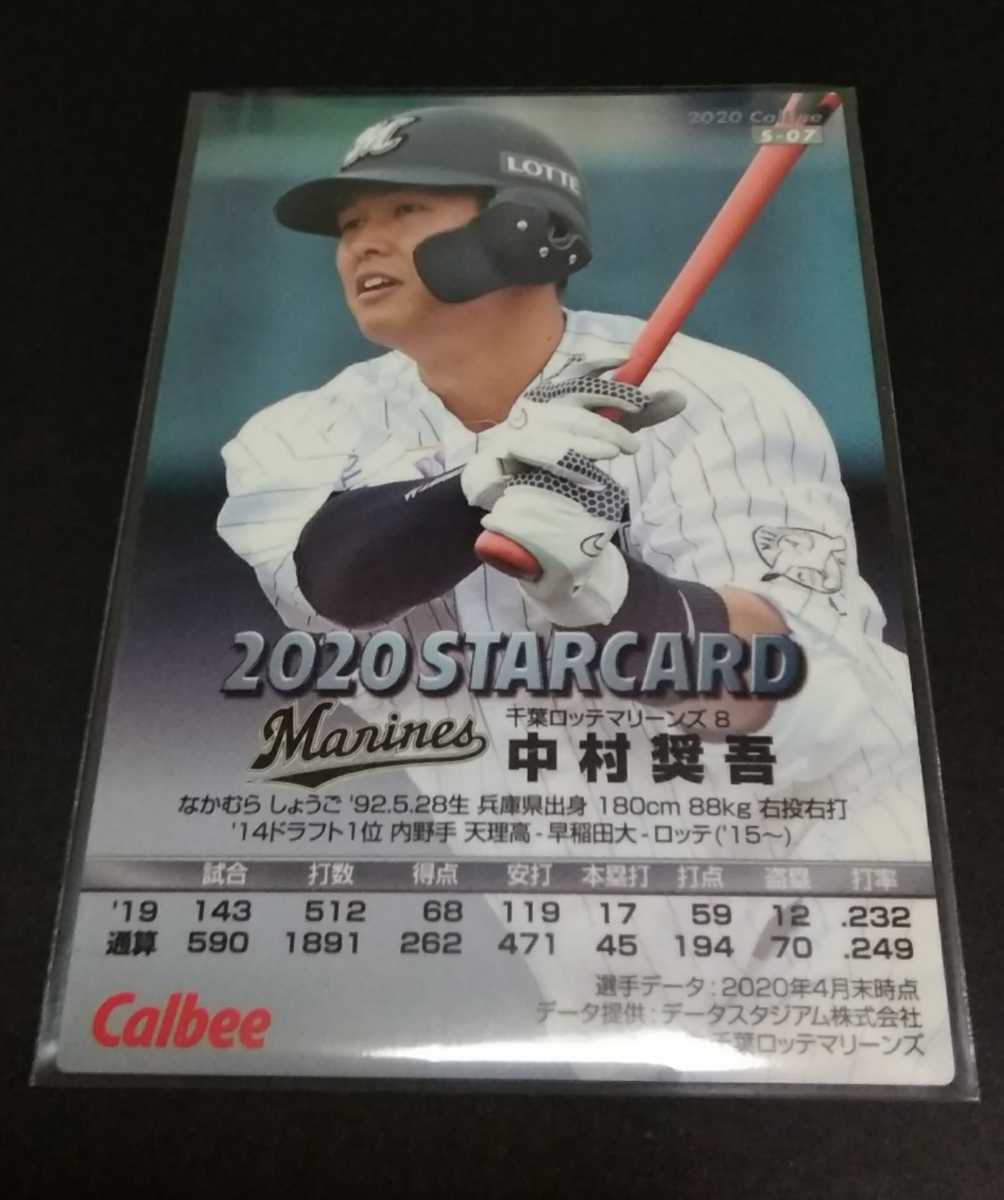 2020 Calbee
S-07
LOTTE
M
2020 STARCARD
Marines
千葉ロッテマリーンズ 8
中村奨吾
なかむら しょうご '92.5.28生 兵庫県出身 180cm 88kg 右投右打
'14ドラフト1位 内野手 天理高-早稲田大-ロッテ('15〜)
試合 打数 得点 安打 本塁打 打点 盗塁 打率
'19 143 512 68 119 17 59 12 .232
通算 590 1891 262 471 45 194 70 .249
選手データ:2020年4月末時点
データ提供:データスタジアム株式会社
千葉ロッテマリーンズ
Calbee